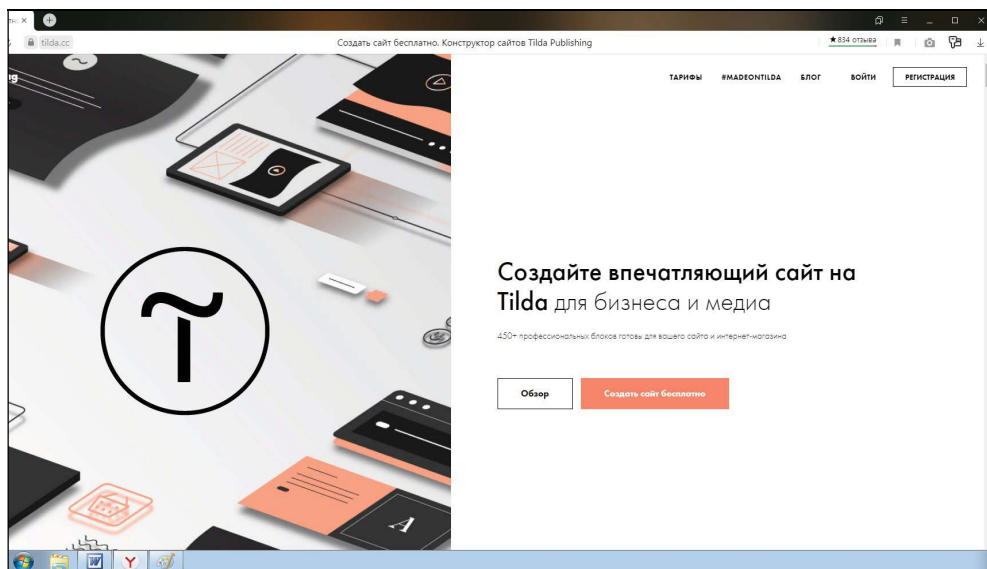 tilda.cc
Создать сайт бесплатно. Конструктор сайтов Tilda Publishing
★834 отзыва
ТАРИФЫ #MADEONTILDA БЛОГ ВОЙТИ РЕГИСТРАЦИЯ
Создайте впечатляющий сайт на
Tilda для бизнеса и медиа
450+ профессиональных блоков готовы для вашего сайта и интернет-магазина
Обзор Создать сайт бесплатно
A